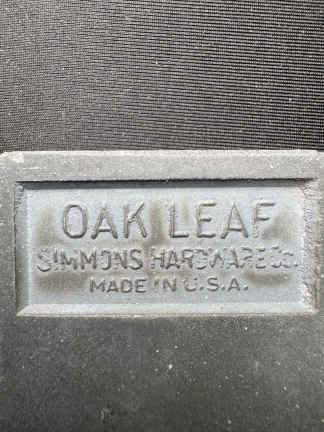 OAK LEAF
SIMMONS HARDWARE Co.
MADE IN U.S.A.